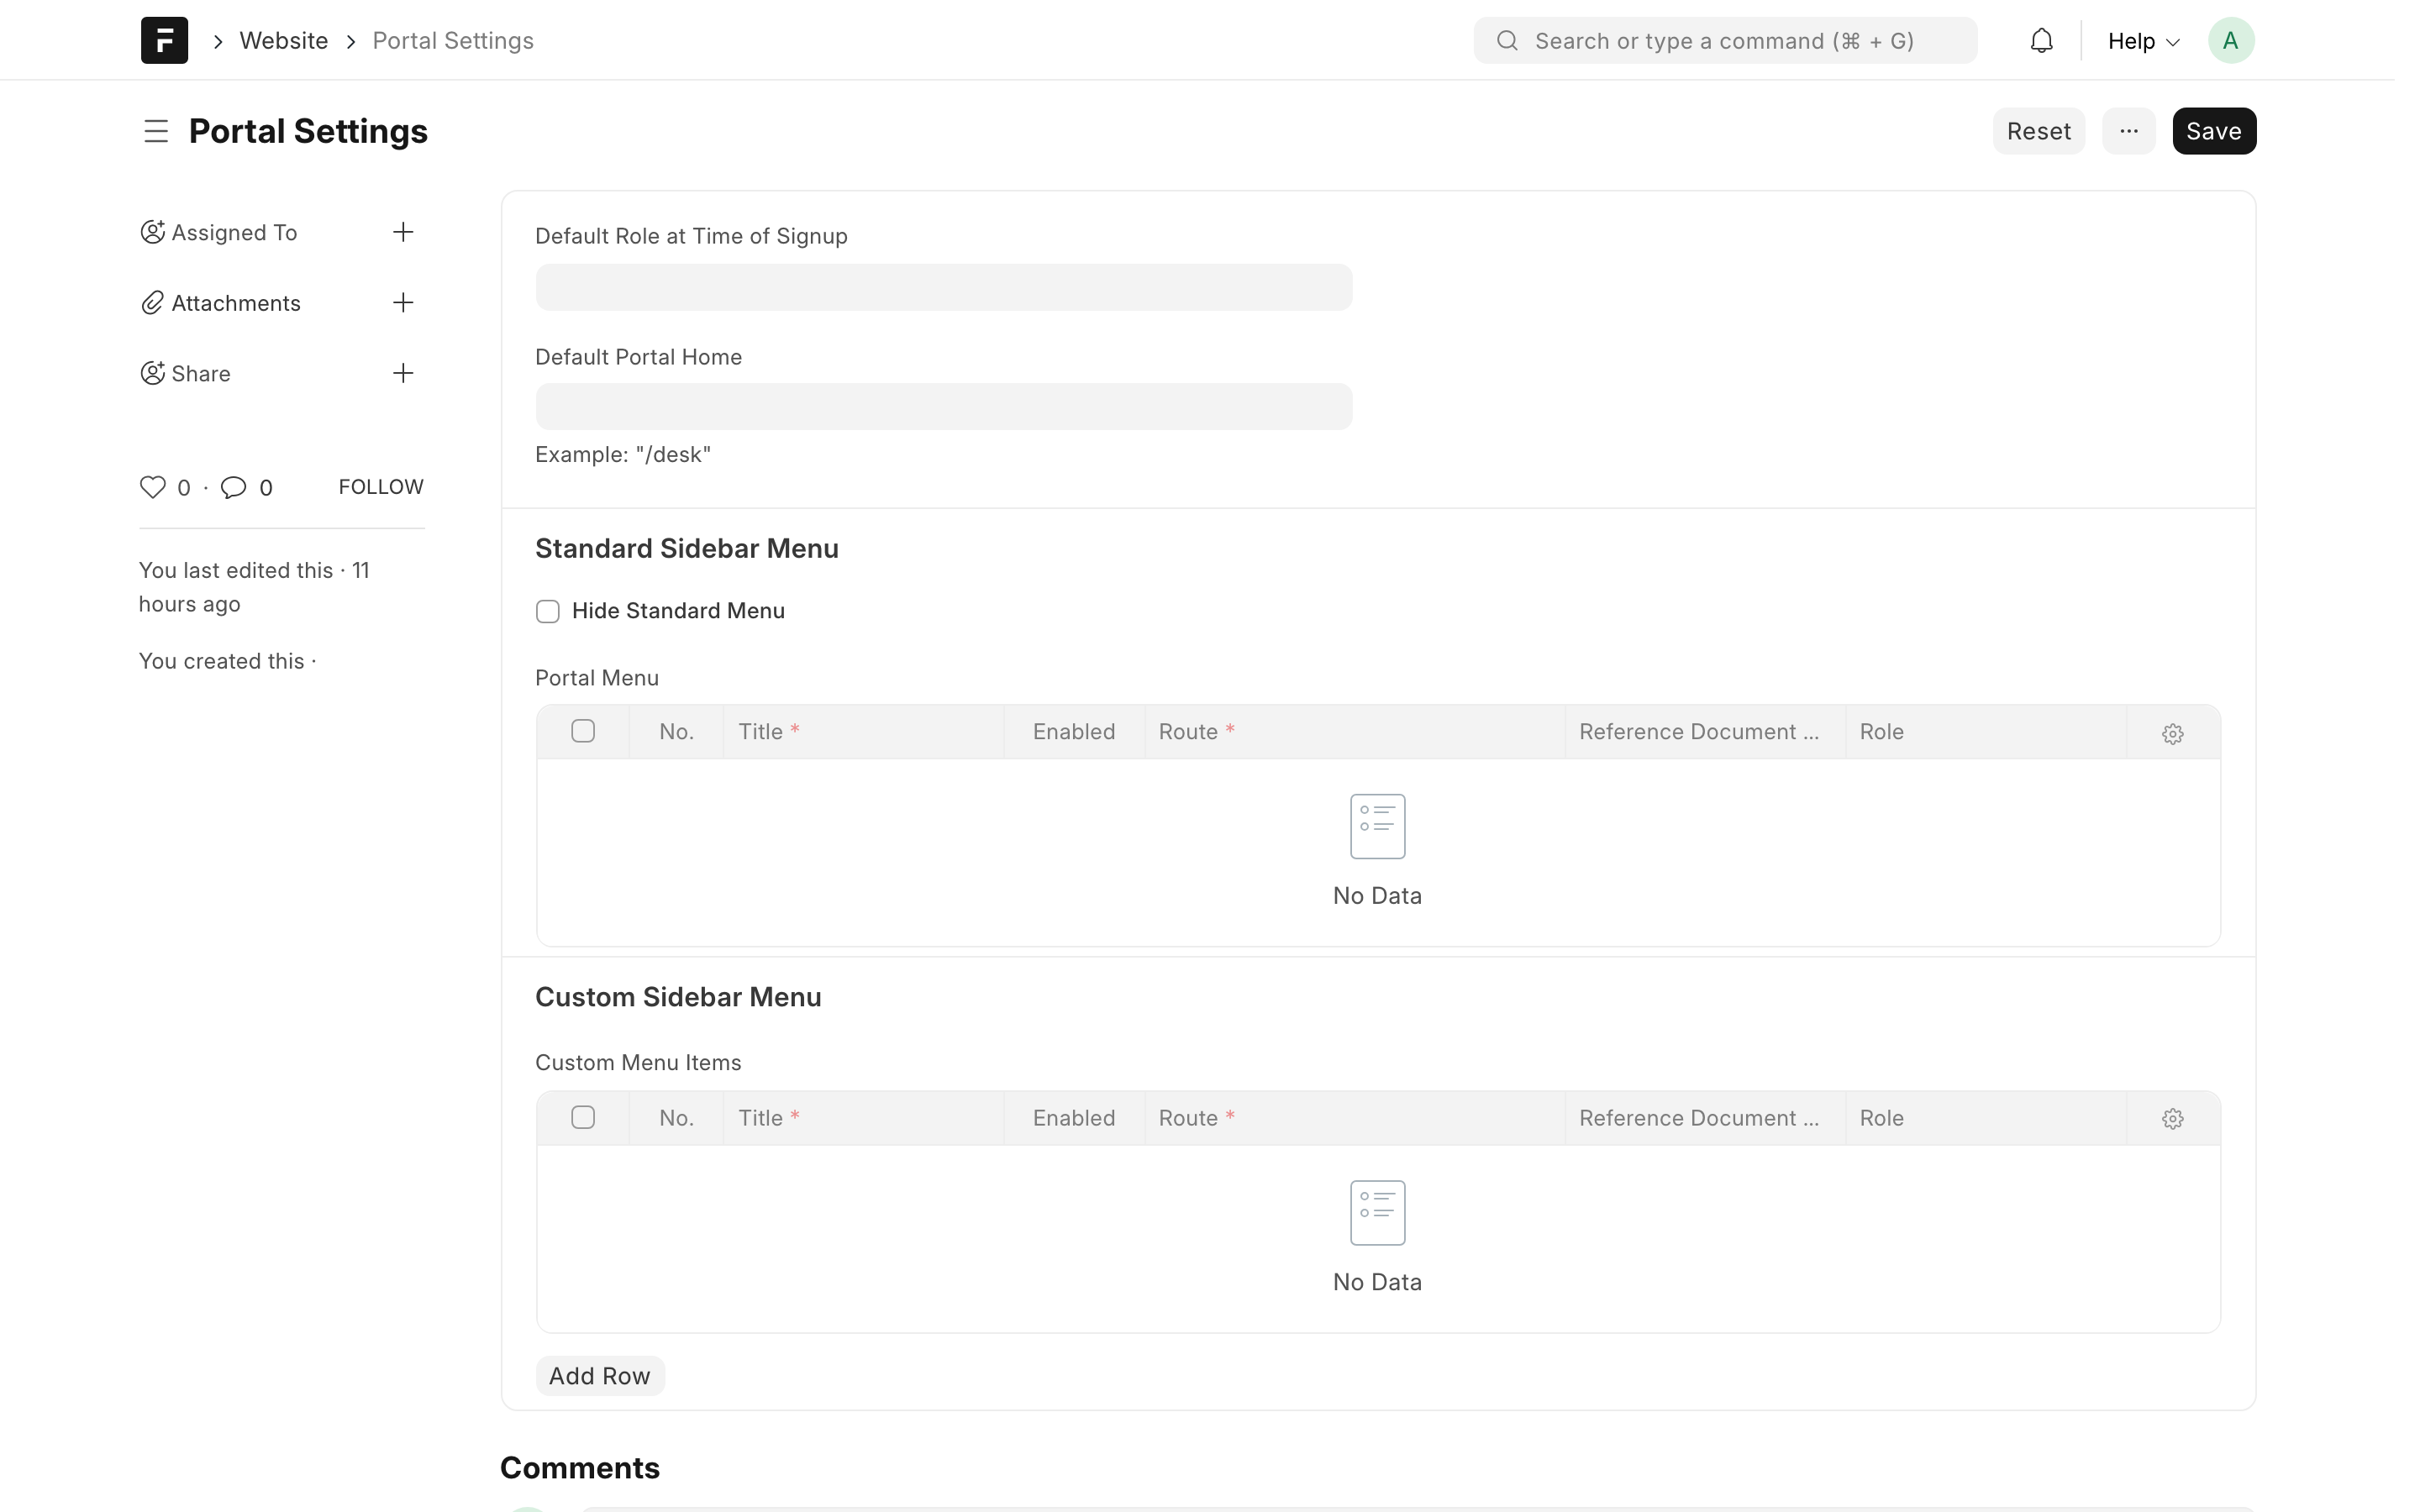 Website
Portal Settings
Search or type a command (⌘ + G)
Help
A
Portal Settings
Reset
Save
Assigned To
Attachments
Share
0 · 0
FOLLOW
You last edited this · 11
hours ago
You created this ·
Default Role at Time of Signup
Default Portal Home
Example: "/desk"
Standard Sidebar Menu
Hide Standard Menu
Portal Menu
No. Title * Enabled Route * Reference Document ... Role
No Data
Custom Sidebar Menu
Custom Menu Items
No. Title * Enabled Route * Reference Document ... Role
No Data
Add Row
Comments